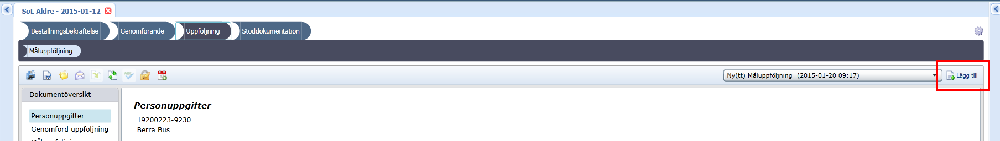 SoL Äldre - 2015-01-12
Beställningsbekräftelse Genomförande Uppföljning Stöddokumentation
Måluppföljning
Ny(tt) Måluppföljning (2015-01-20 09:17) Lägg till
Dokumentöversikt
Personuppgifter
Genomförd uppföljning
Personuppgifter
19200223-9230
Berra Bus